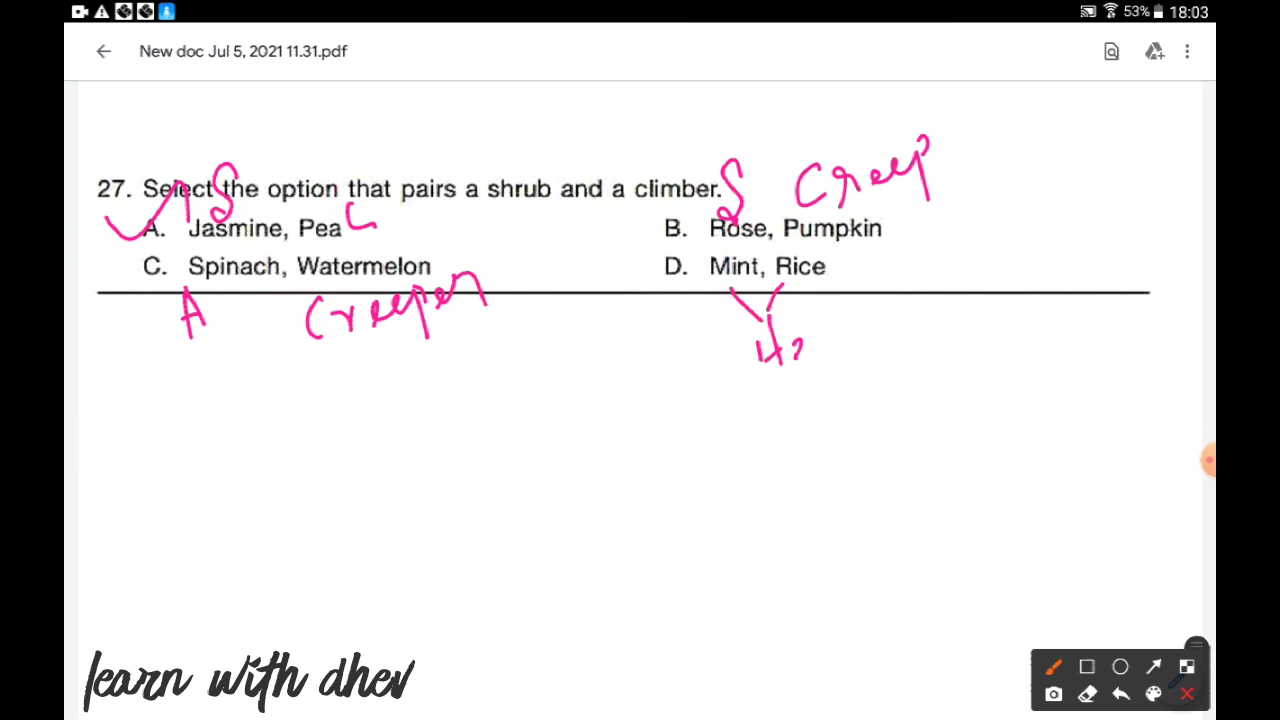 53% 18:03
New doc Jul 5, 2021 11.31.pdf
S Creep
27. Select the option that pairs a shrub and a climber. S
A. Jasmine, Pea C
B. Rose, Pumpkin
C. Spinach, Watermelon
D. Mint, Rice
Creeper
learn with dhev